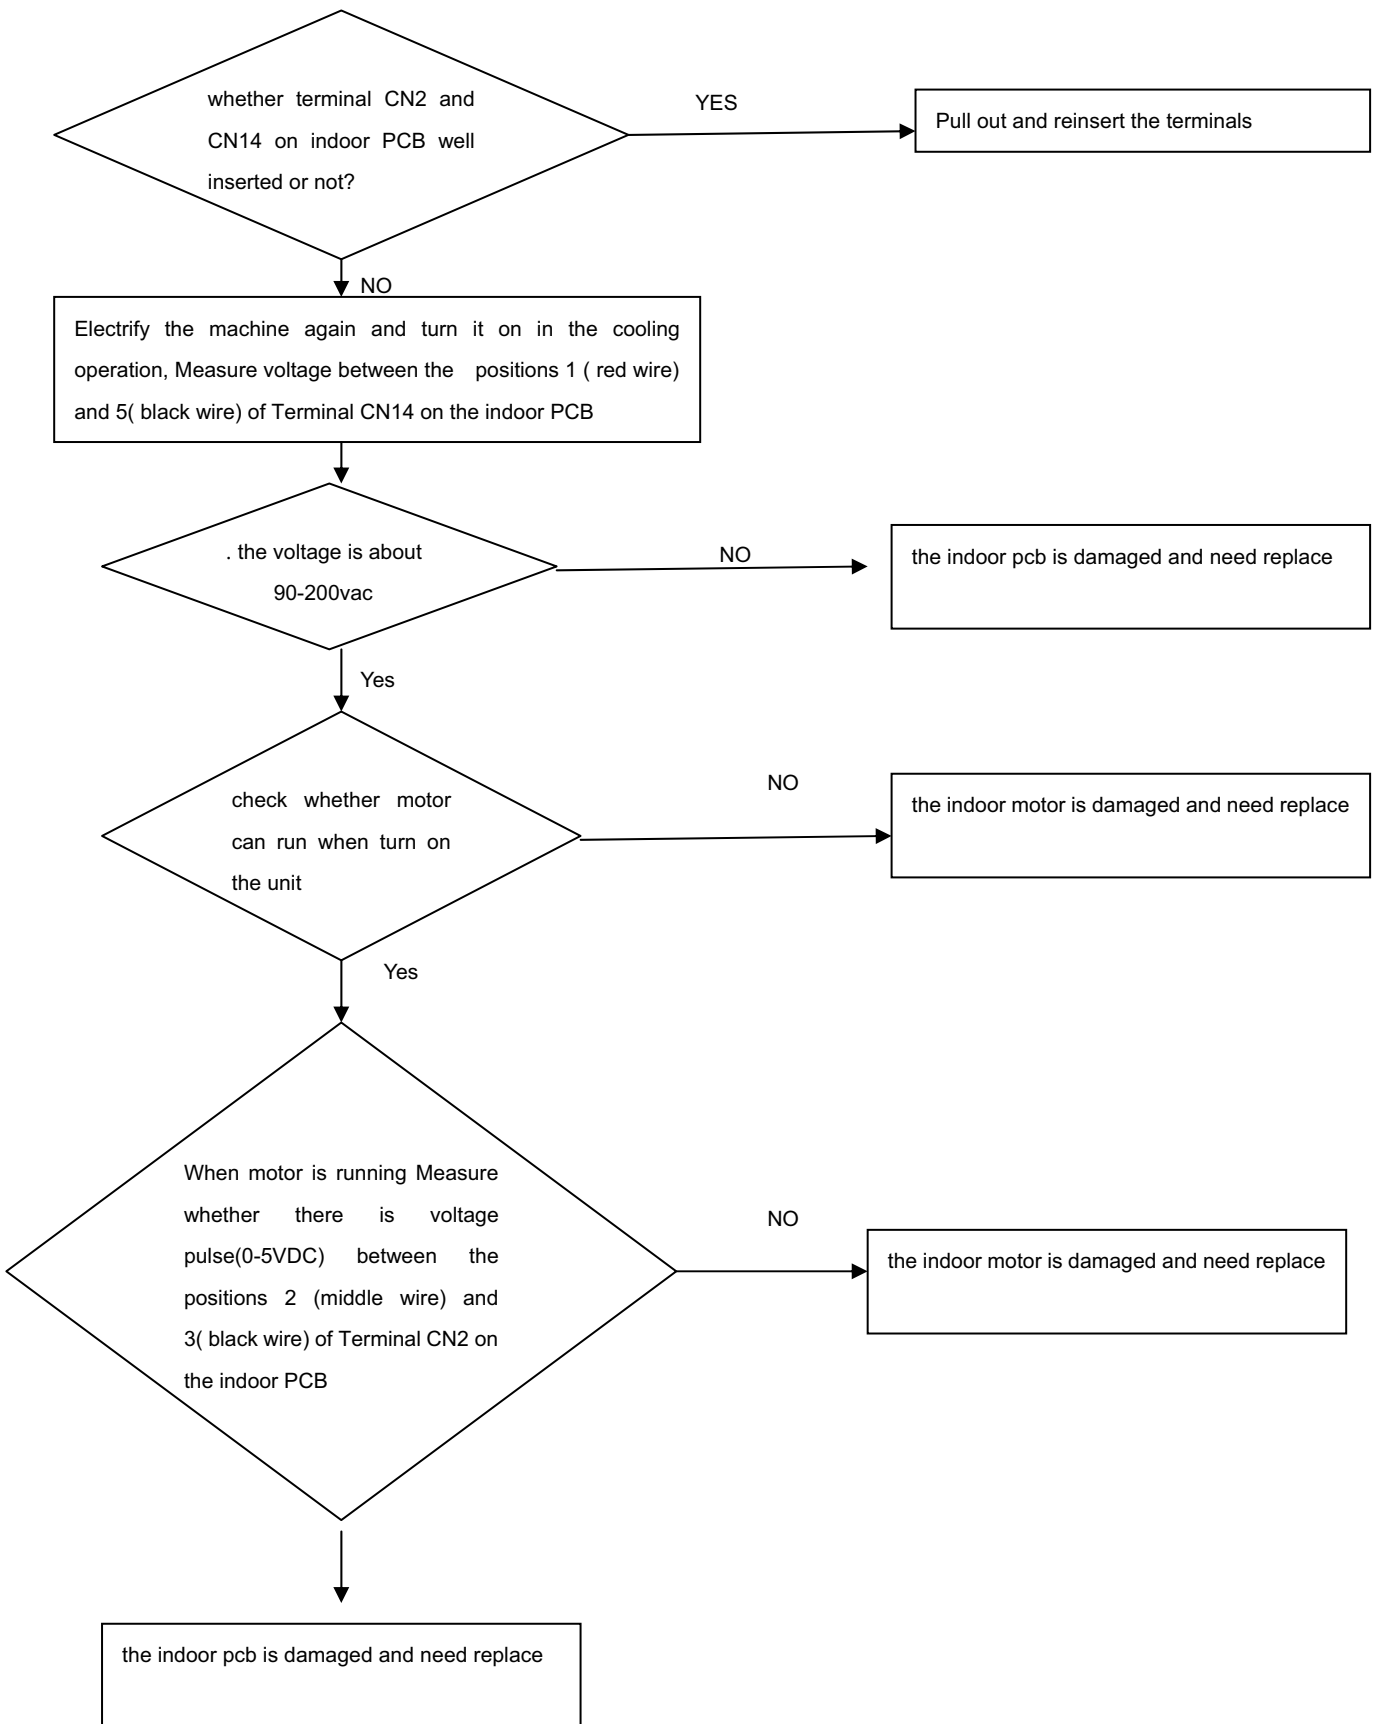 whether terminal CN2 and
CN14 on indoor PCB well
inserted or not?
YES
Pull out and reinsert the terminals
NO
Electrify the machine again and turn it on in the cooling
operation, Measure voltage between the positions 1 ( red wire)
and 5( black wire) of Terminal CN14 on the indoor PCB
. the voltage is about
90-200vac
NO
the indoor pcb is damaged and need replace
Yes
check whether motor
can run when turn on
the unit
NO
the indoor motor is damaged and need replace
Yes
When motor is running Measure
whether there is voltage
pulse(0-5VDC) between the
positions 2 (middle wire) and
3( black wire) of Terminal CN2 on
the indoor PCB
NO
the indoor motor is damaged and need replace
the indoor pcb is damaged and need replace